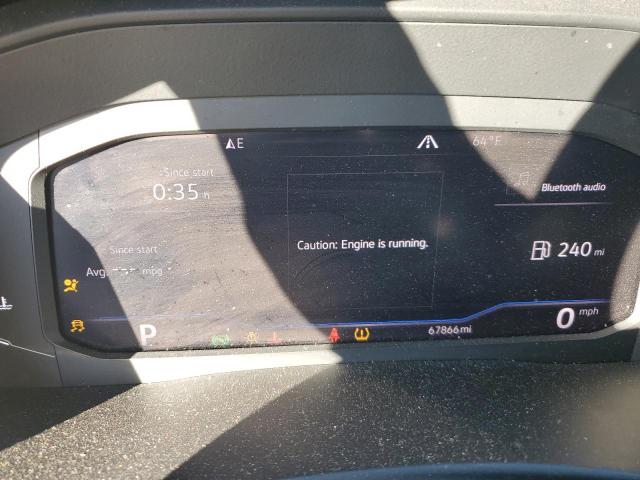 E
64°F
Since start
0:35 h
Bluetooth audio
Caution: Engine is running.
Since start
240 mi
Avg. --- mpg
P
67866 mi
0 mph